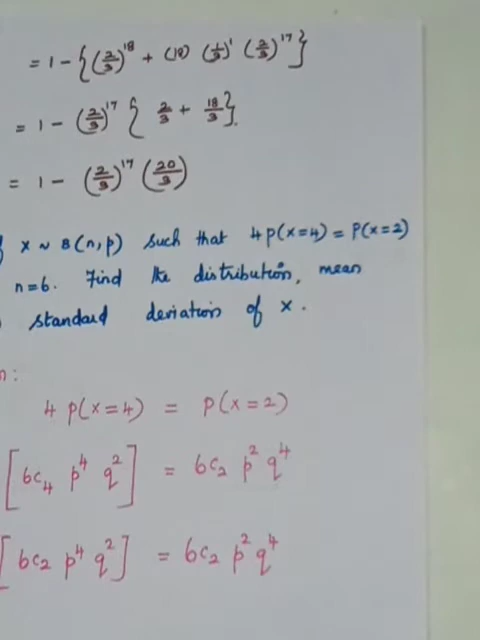 = 1 - {(2/3)^18 + (18) (1/3)^1 (2/3)^17}
= 1 - (2/3)^17 { 2/3 + 18/3 }.
= 1 - (2/3)^17 (20/3)
x ~ B(n,p) such that 4P(x=4) = P(x=2)
n=6. Find the distribution, mean
standard deviation of x.
n:
4 P(x=4) = P(x=2)
[6C4 p^4 q^2] = 6C2 p^2 q^4
[6C2 p^4 q^2] = 6C2 p^2 q^4